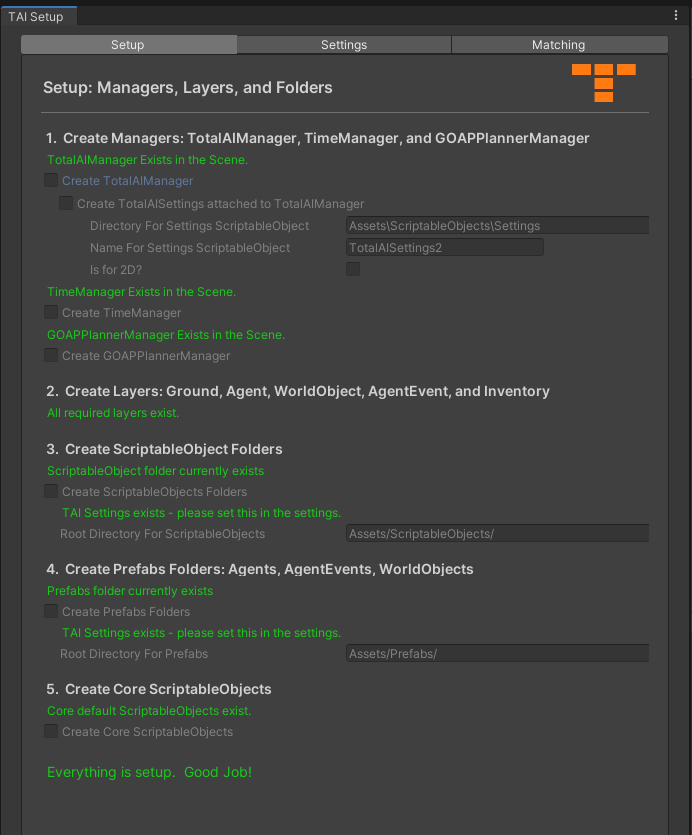 TAI Setup
Setup Settings Matching
Setup: Managers, Layers, and Folders
1. Create Managers: TotalAIManager, TimeManager, and GOAPPlannerManager
TotalAIManager Exists in the Scene.
Create TotalAIManager
Create TotalAISettings attached to TotalAIManager
Directory For Settings ScriptableObject Assets\ScriptableObjects\Settings
Name For Settings ScriptableObject TotalAISettings2
Is for 2D?
TimeManager Exists in the Scene.
Create TimeManager
GOAPPlannerManager Exists in the Scene.
Create GOAPPlannerManager
2. Create Layers: Ground, Agent, WorldObject, AgentEvent, and Inventory
All required layers exist.
3. Create ScriptableObject Folders
ScriptableObject folder currently exists
Create ScriptableObjects Folders
TAI Settings exists - please set this in the settings.
Root Directory For ScriptableObjects Assets/ScriptableObjects/
4. Create Prefabs Folders: Agents, AgentEvents, WorldObjects
Prefabs folder currently exists
Create Prefabs Folders
TAI Settings exists - please set this in the settings.
Root Directory For Prefabs Assets/Prefabs/
5. Create Core ScriptableObjects
Core default ScriptableObjects exist.
Create Core ScriptableObjects
Everything is setup. Good Job!